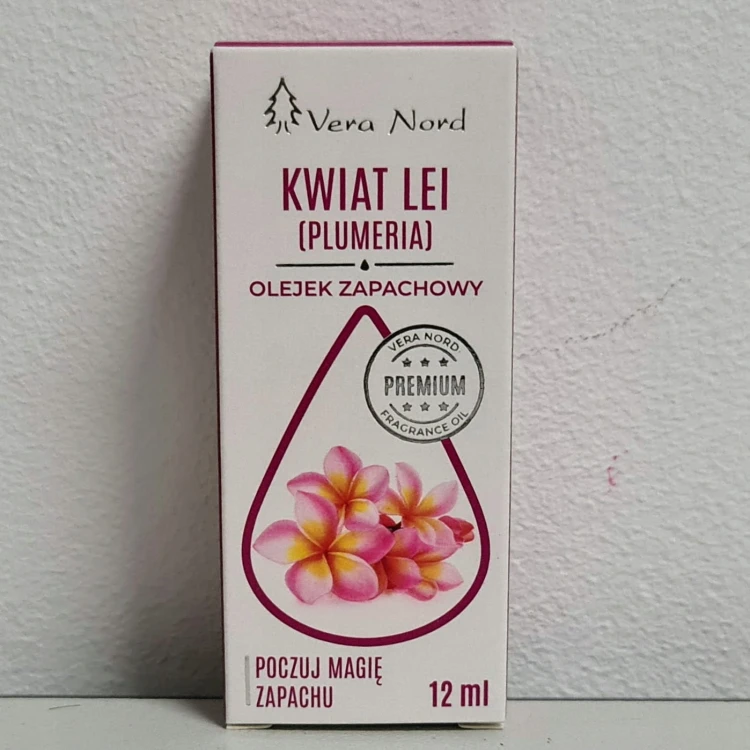 Vera Nord
KWIAT LEI
(PLUMERIA)
OLEJEK ZAPACHOWY
VERA NORD
PREMIUM
FRAGRANCE OIL
POCZUJ MAGIĘ
ZAPACHU
12 ml